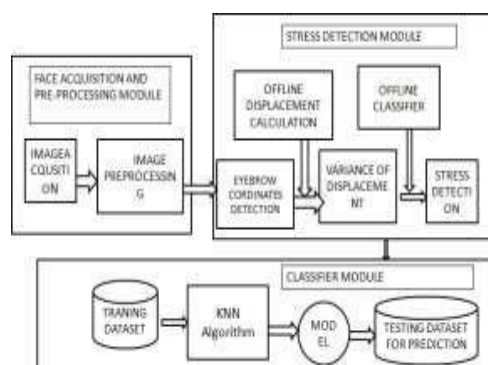 FACE ACQUISITION AND
PRE-PROCESSING MODULE
IMAGEA
CQUSITI
ON
IMAGE
PREPROCESSIN
G
STRESS DETECTION MODULE
OFFLINE
DISPLACEMENT
CALCULATION
OFFLINE
CLASSIFIER
EYEBROW
CORDINATES
DETECTION
VARIANCE OF
DISPLACEME
NT
STRESS
DETECTI
ON
CLASSIFIER MODULE
TRANING
DATASET
KNN
Algorithm
MOD
EL
TESTING DATASET
FOR PREDICTION